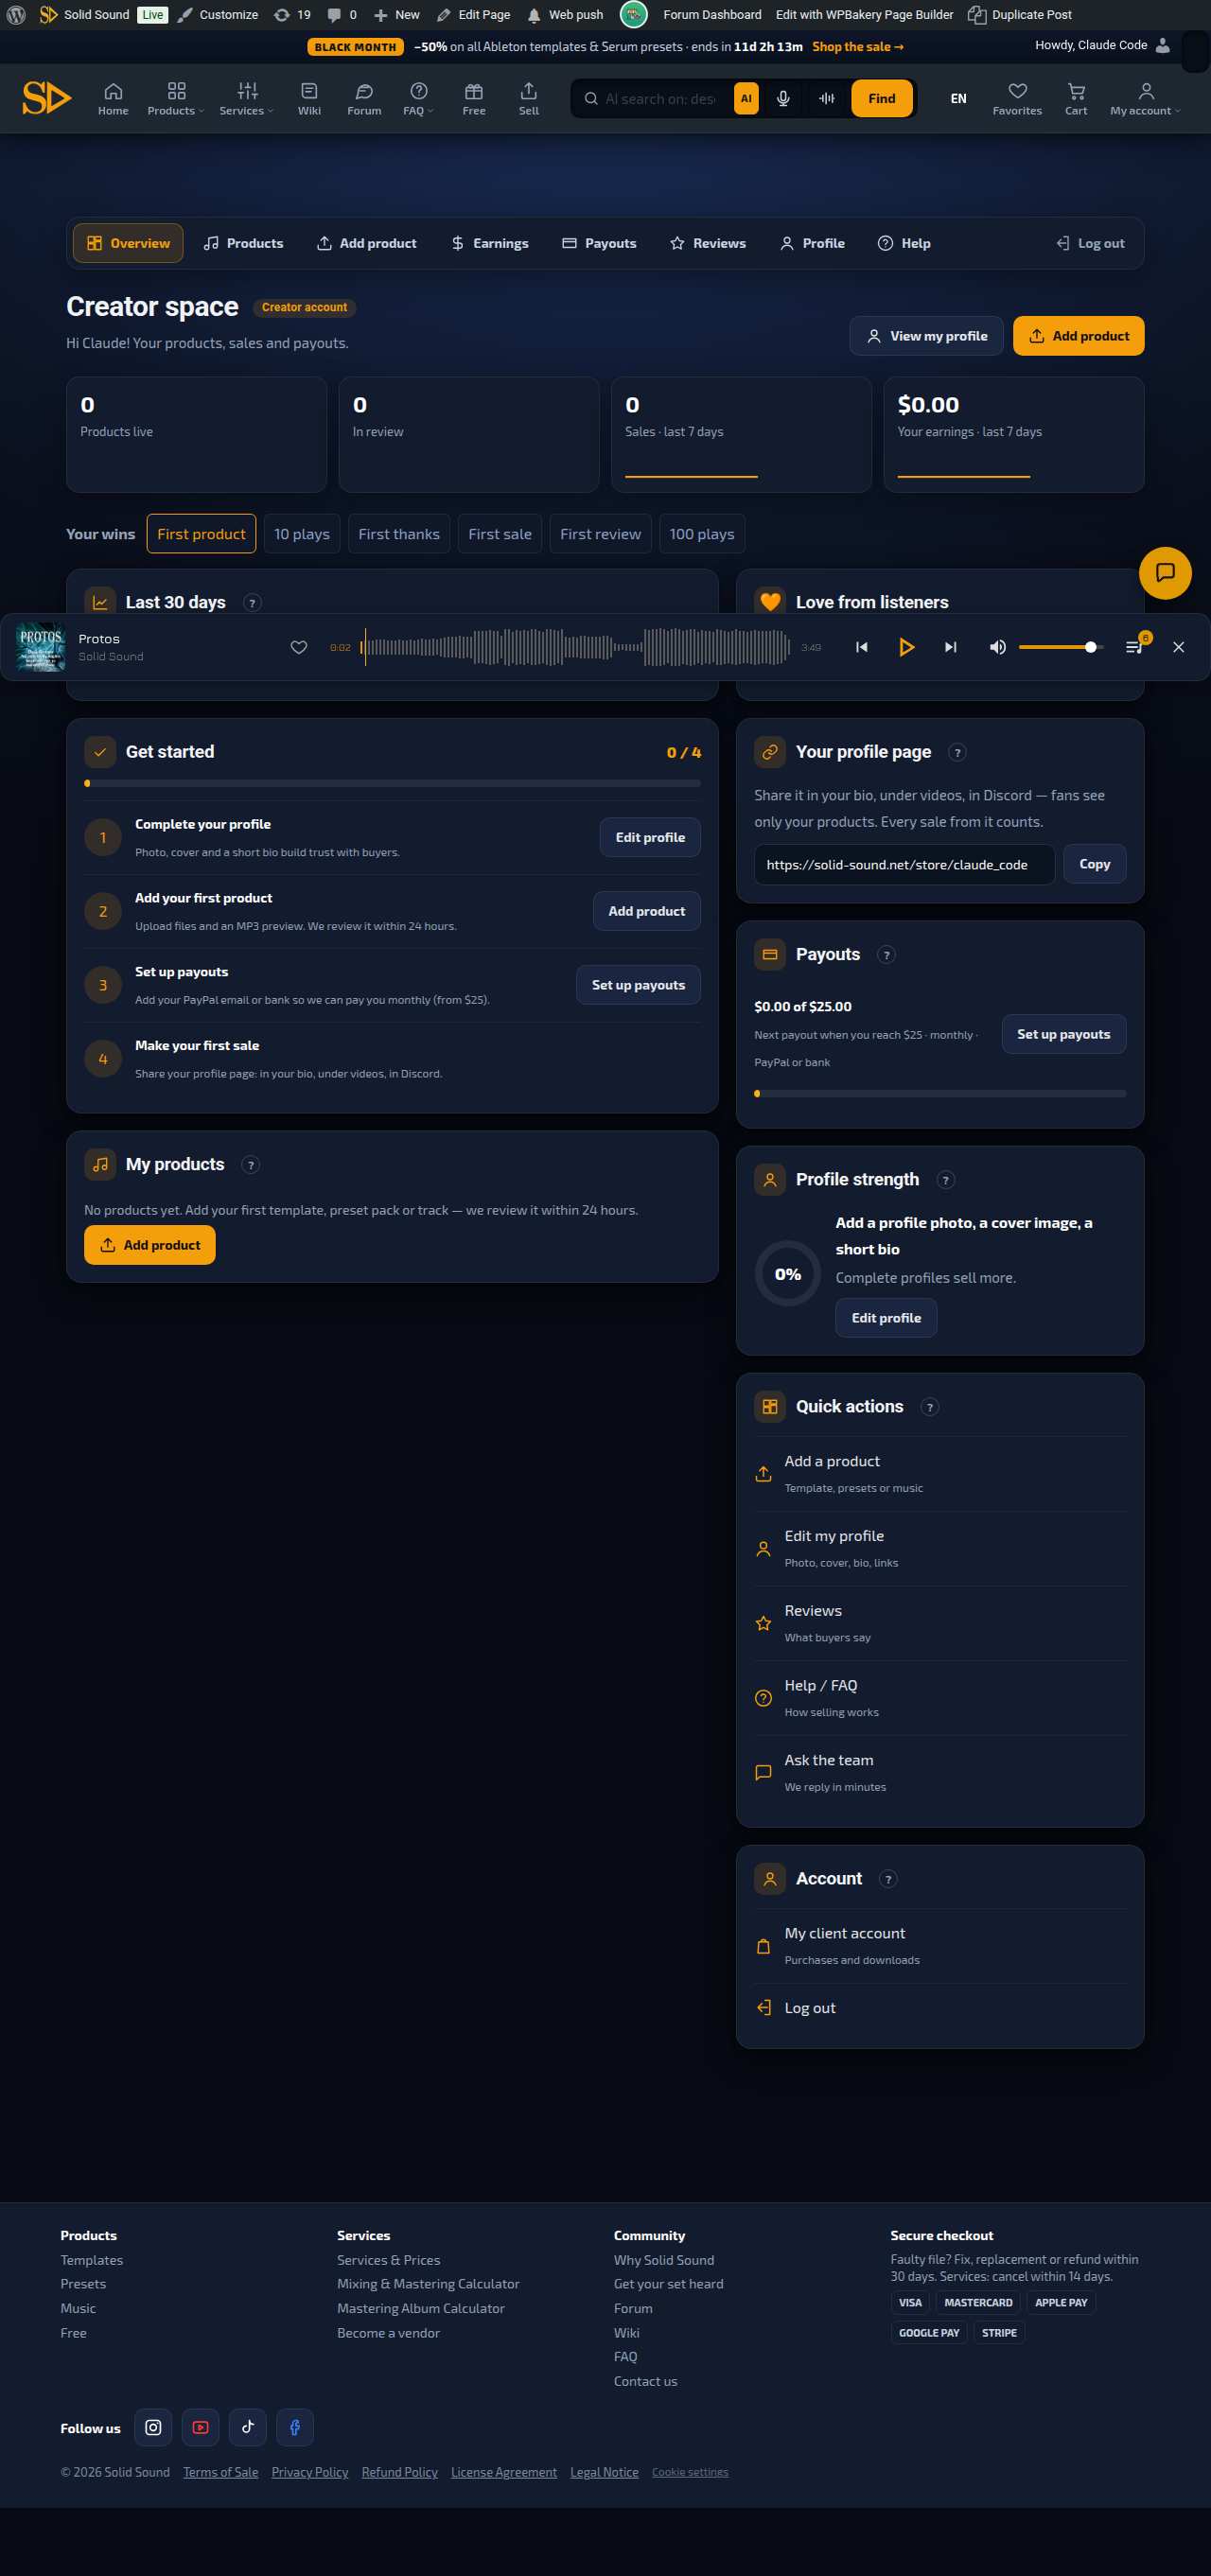 Solid Sound Live Customize 19 0 New Edit Page Web push Forum Dashboard Edit with WPBakery Page Builder Duplicate Post
BLACK MONTH −50% on all Ableton templates & Serum presets · ends in 11d 2h 13m Shop the sale →
Howdy, Claude Code
Home Products Services Wiki Forum FAQ Free Sell
AI search on: des
AI
Find
EN
Favorites Cart My account
Overview Products Add product Earnings Payouts Reviews Profile Help Log out
Creator space Creator account
Hi Claude! Your products, sales and payouts.
View my profile Add product
0
Products live
0
In review
0
Sales · last 7 days
$0.00
Your earnings · last 7 days
Your wins First product 10 plays First thanks First sale First review 100 plays
Last 30 days ?
Love from listeners
PROTOS
Protos
Solid Sound
0:02
3:49
6
Get started 0 / 4
1
Complete your profile
Photo, cover and a short bio build trust with buyers.
Edit profile
2
Add your first product
Upload files and an MP3 preview. We review it within 24 hours.
Add product
3
Set up payouts
Add your PayPal email or bank so we can pay you monthly (from $25).
Set up payouts
4
Make your first sale
Share your profile page: in your bio, under videos, in Discord.
My products ?
No products yet. Add your first template, preset pack or track — we review it within 24 hours.
Add product
Your profile page ?
Share it in your bio, under videos, in Discord — fans see
only your products. Every sale from it counts.
https://solid-sound.net/store/claude_code
Copy
Payouts ?
$0.00 of $25.00
Next payout when you reach $25 · monthly ·
PayPal or bank
Set up payouts
Profile strength ?
0%
Add a profile photo, a cover image, a
short bio
Complete profiles sell more.
Edit profile
Quick actions ?
Add a product
Template, presets or music
Edit my profile
Photo, cover, bio, links
Reviews
What buyers say
Help / FAQ
How selling works
Ask the team
We reply in minutes
Account ?
My client account
Purchases and downloads
Log out
Products
Templates
Presets
Music
Free
Services
Services & Prices
Mixing & Mastering Calculator
Mastering Album Calculator
Become a vendor
Community
Why Solid Sound
Get your set heard
Forum
Wiki
FAQ
Contact us
Secure checkout
Faulty file? Fix, replacement or refund within
30 days. Services: cancel within 14 days.
VISA MASTERCARD APPLE PAY
GOOGLE PAY STRIPE
Follow us
© 2026 Solid Sound Terms of Sale Privacy Policy Refund Policy License Agreement Legal Notice Cookie settings